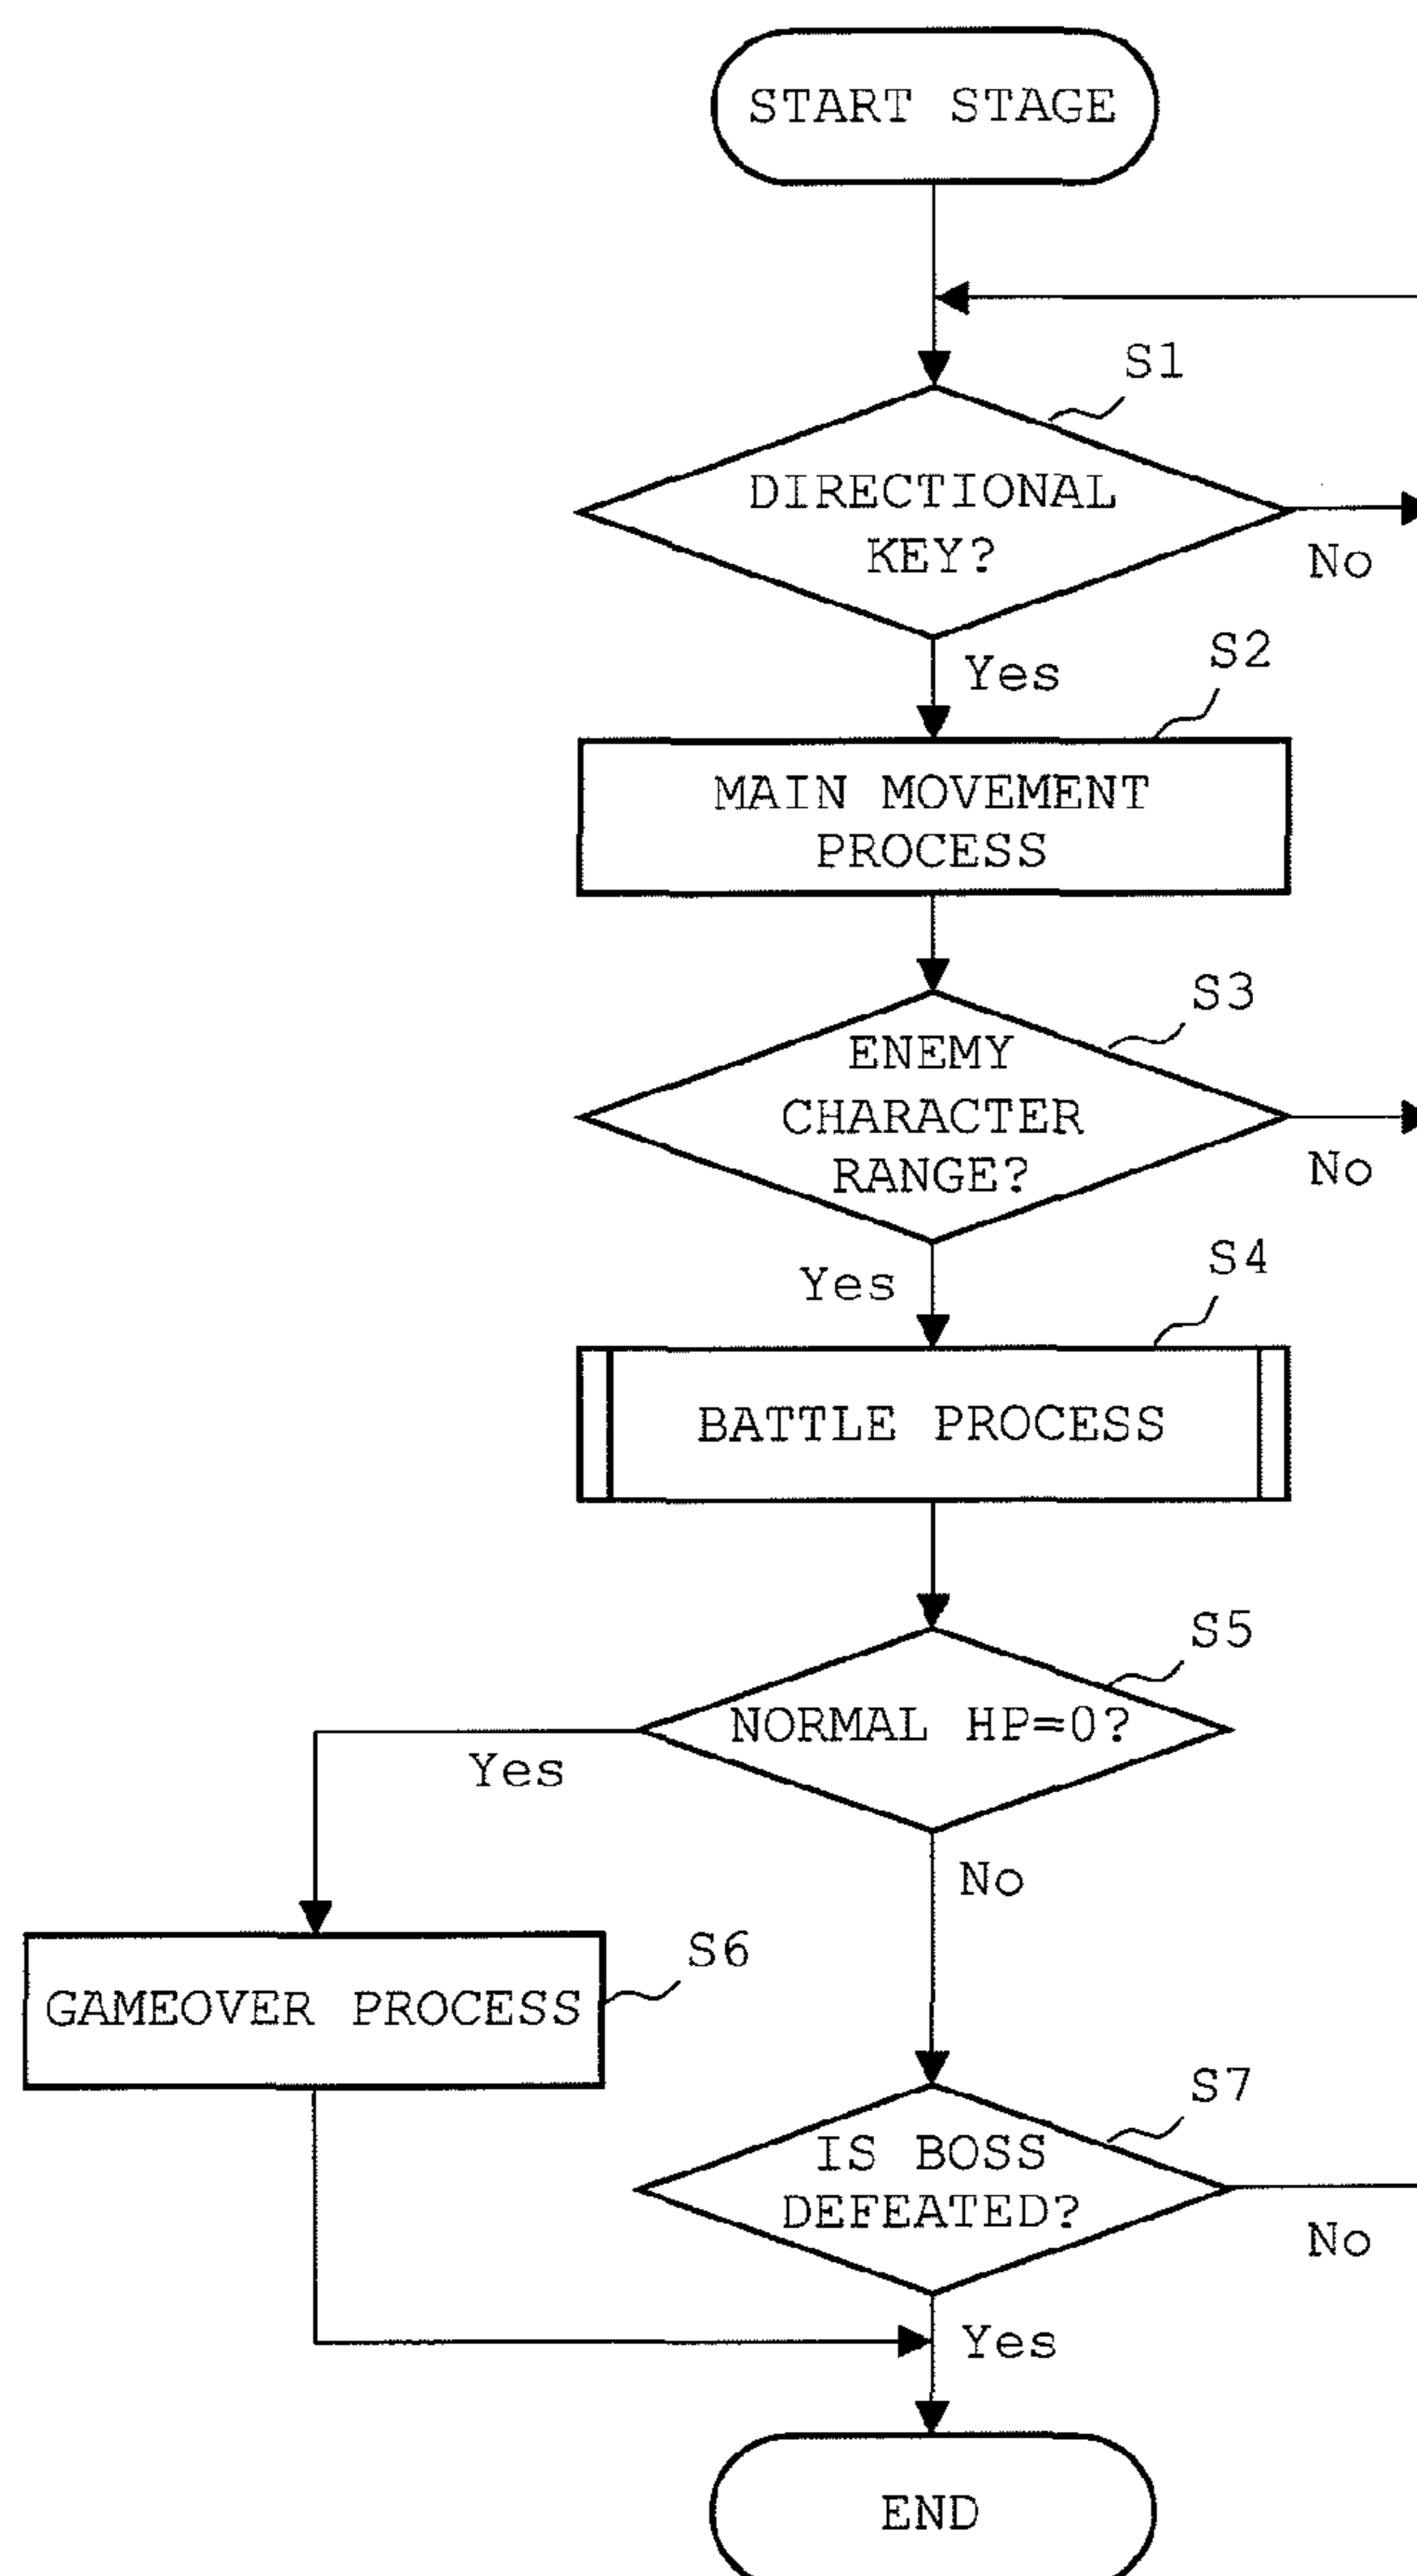 START STAGE
S1
DIRECTIONAL
KEY?
No
Yes
S2
MAIN MOVEMENT
PROCESS
S3
ENEMY
CHARACTER
RANGE?
No
Yes
S4
BATTLE PROCESS
S5
NORMAL HP=0?
Yes
No
S6
GAMEOVER PROCESS
S7
IS BOSS
DEFEATED?
No
Yes
END